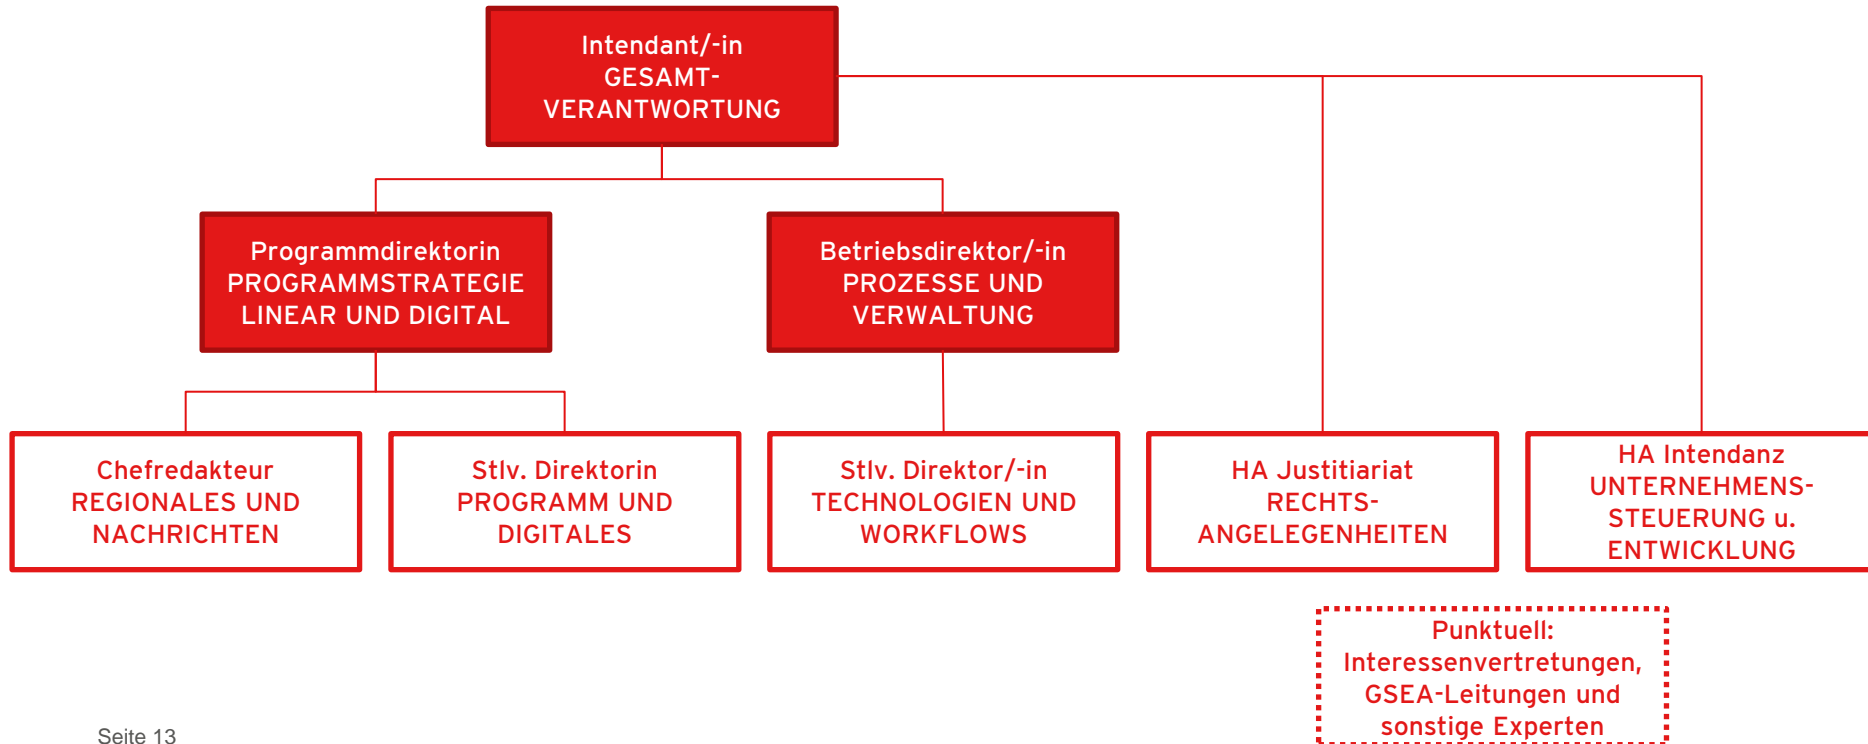 Intendant/-in
GESAMT-
VERANTWORTUNG
Programmdirektorin
PROGRAMMSTRATEGIE
LINEAR UND DIGITAL
Betriebsdirektor/-in
PROZESSE UND
VERWALTUNG
Chefredakteur
REGIONALES UND
NACHRICHTEN
Stlv. Direktorin
PROGRAMM UND
DIGITALES
Stlv. Direktor/-in
TECHNOLOGIEN UND
WORKFLOWS
HA Justitiariat
RECHTS-
ANGELEGENHEITEN
HA Intendanz
UNTERNEHMENS-
STEUERUNG u.
ENTWICKLUNG
Punktuell:
Interessenvertretungen,
GSEA-Leitungen und
sonstige Experten
Seite 13